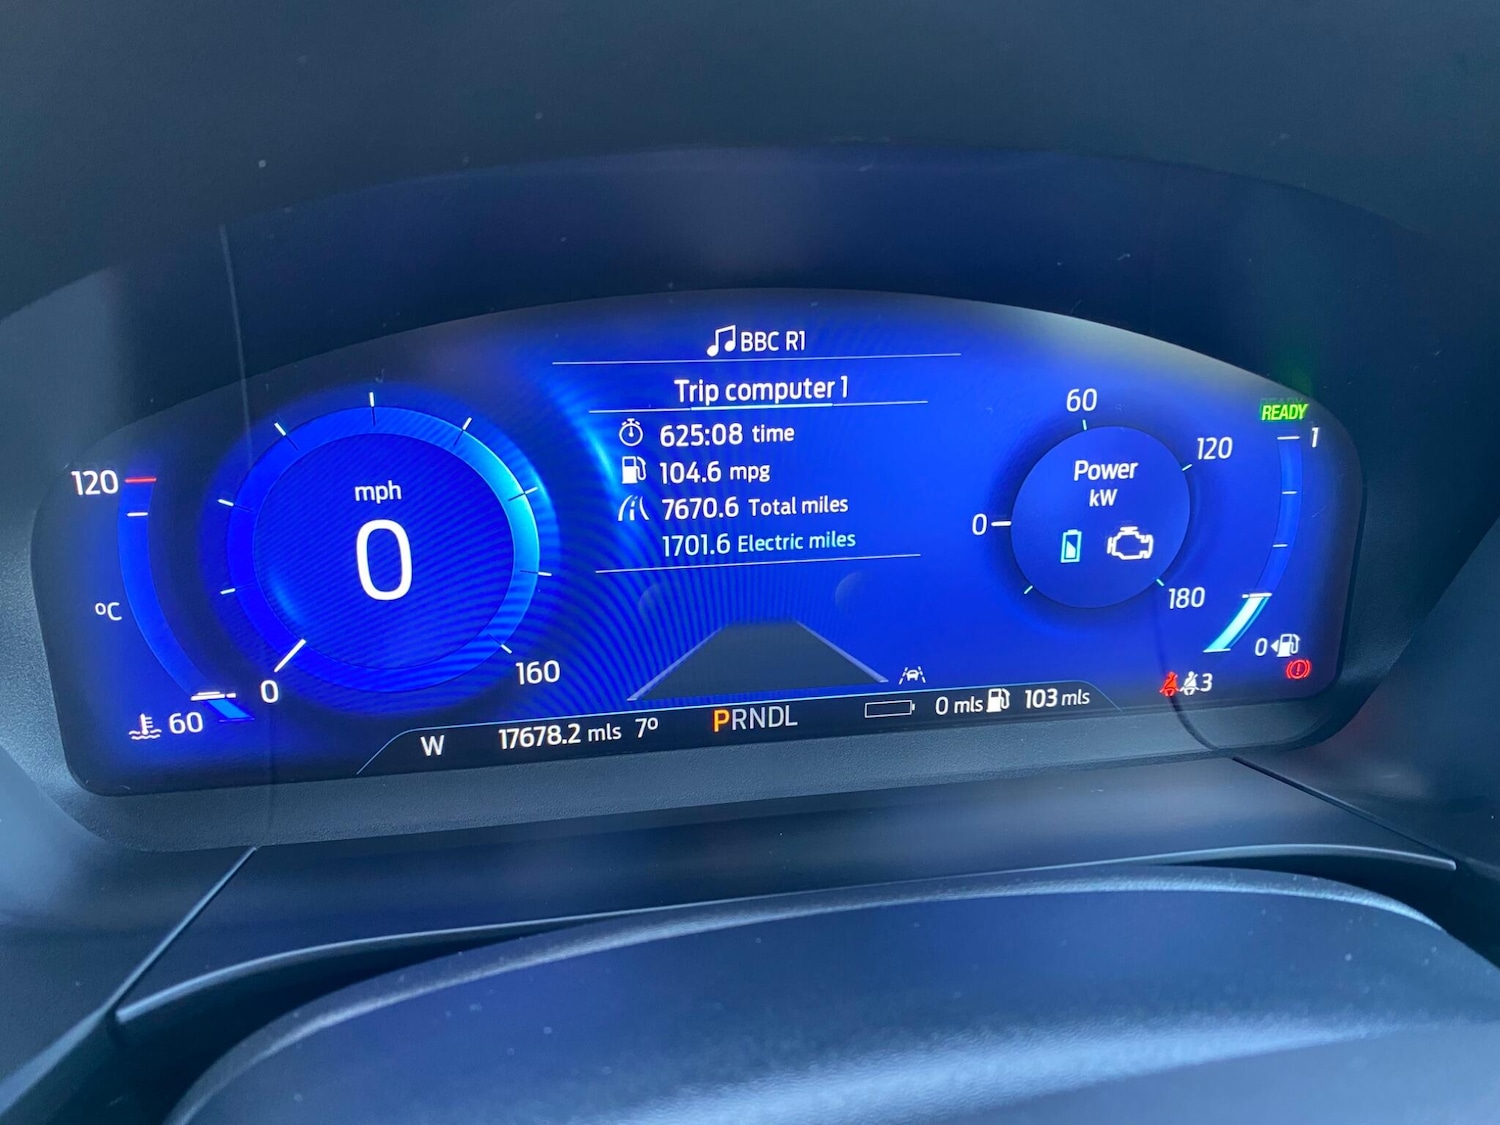 BBC R1
Trip computer 1
625:08 time
104.6 mpg
7670.6 Total miles
1701.6 Electric miles
120
ºC
60
mph
0
0
160
60
0
120
180
Power
kW
READY
1
0
3
W
17678.2 mls
7º
PRNDL
0 mls
103 mls